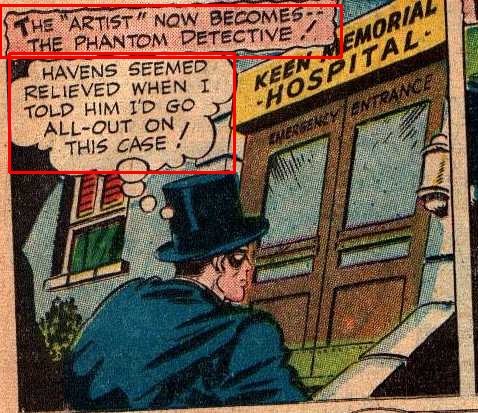 THE "ARTIST" NOW BECOMES--
THE PHANTOM DETECTIVE!
HAVENS SEEMED
RELIEVED WHEN I
TOLD HIM I'D GO
ALL-OUT ON
THIS CASE!
KEEN MEMORIAL
-HOSPITAL-
EMERGENCY ENTRANCE